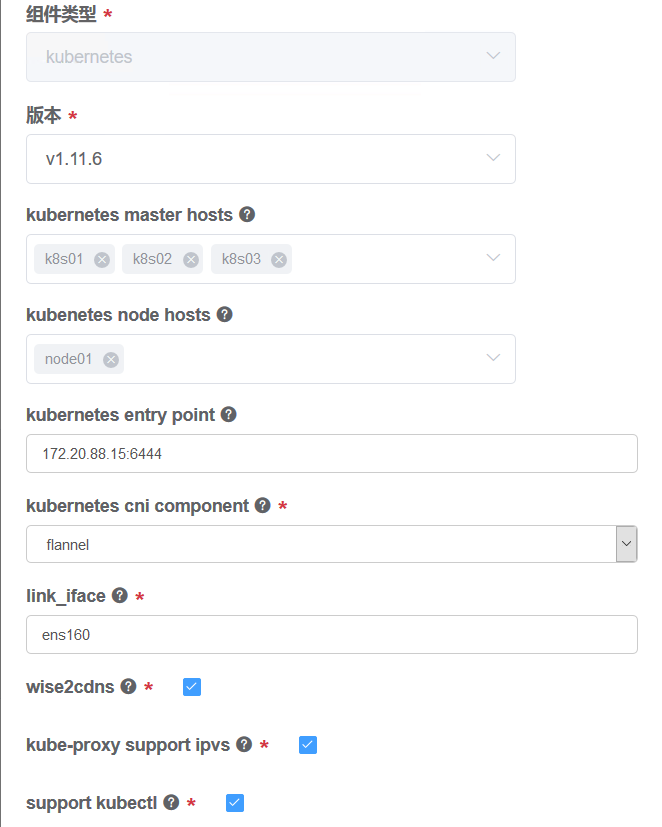 组件类型 *
kubernetes
版本 *
v1.11.6
kubernetes master hosts ?
k8s01 k8s02 k8s03
kubenetes node hosts ?
node01
kubernetes entry point ?
172.20.88.15:6444
kubernetes cni component ? *
flannel
link_iface ? *
ens160
wise2cdns ? *
kube-proxy support ipvs ? *
support kubectl ? *